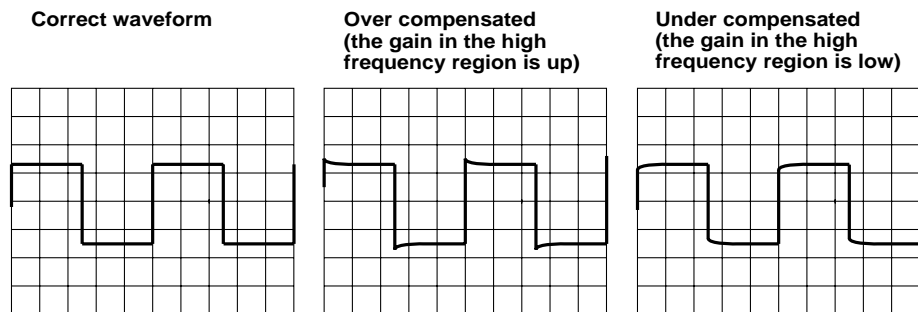 Correct waveform
Over compensated
(the gain in the high
frequency region is up)
Under compensated
(the gain in the high
frequency region is low)